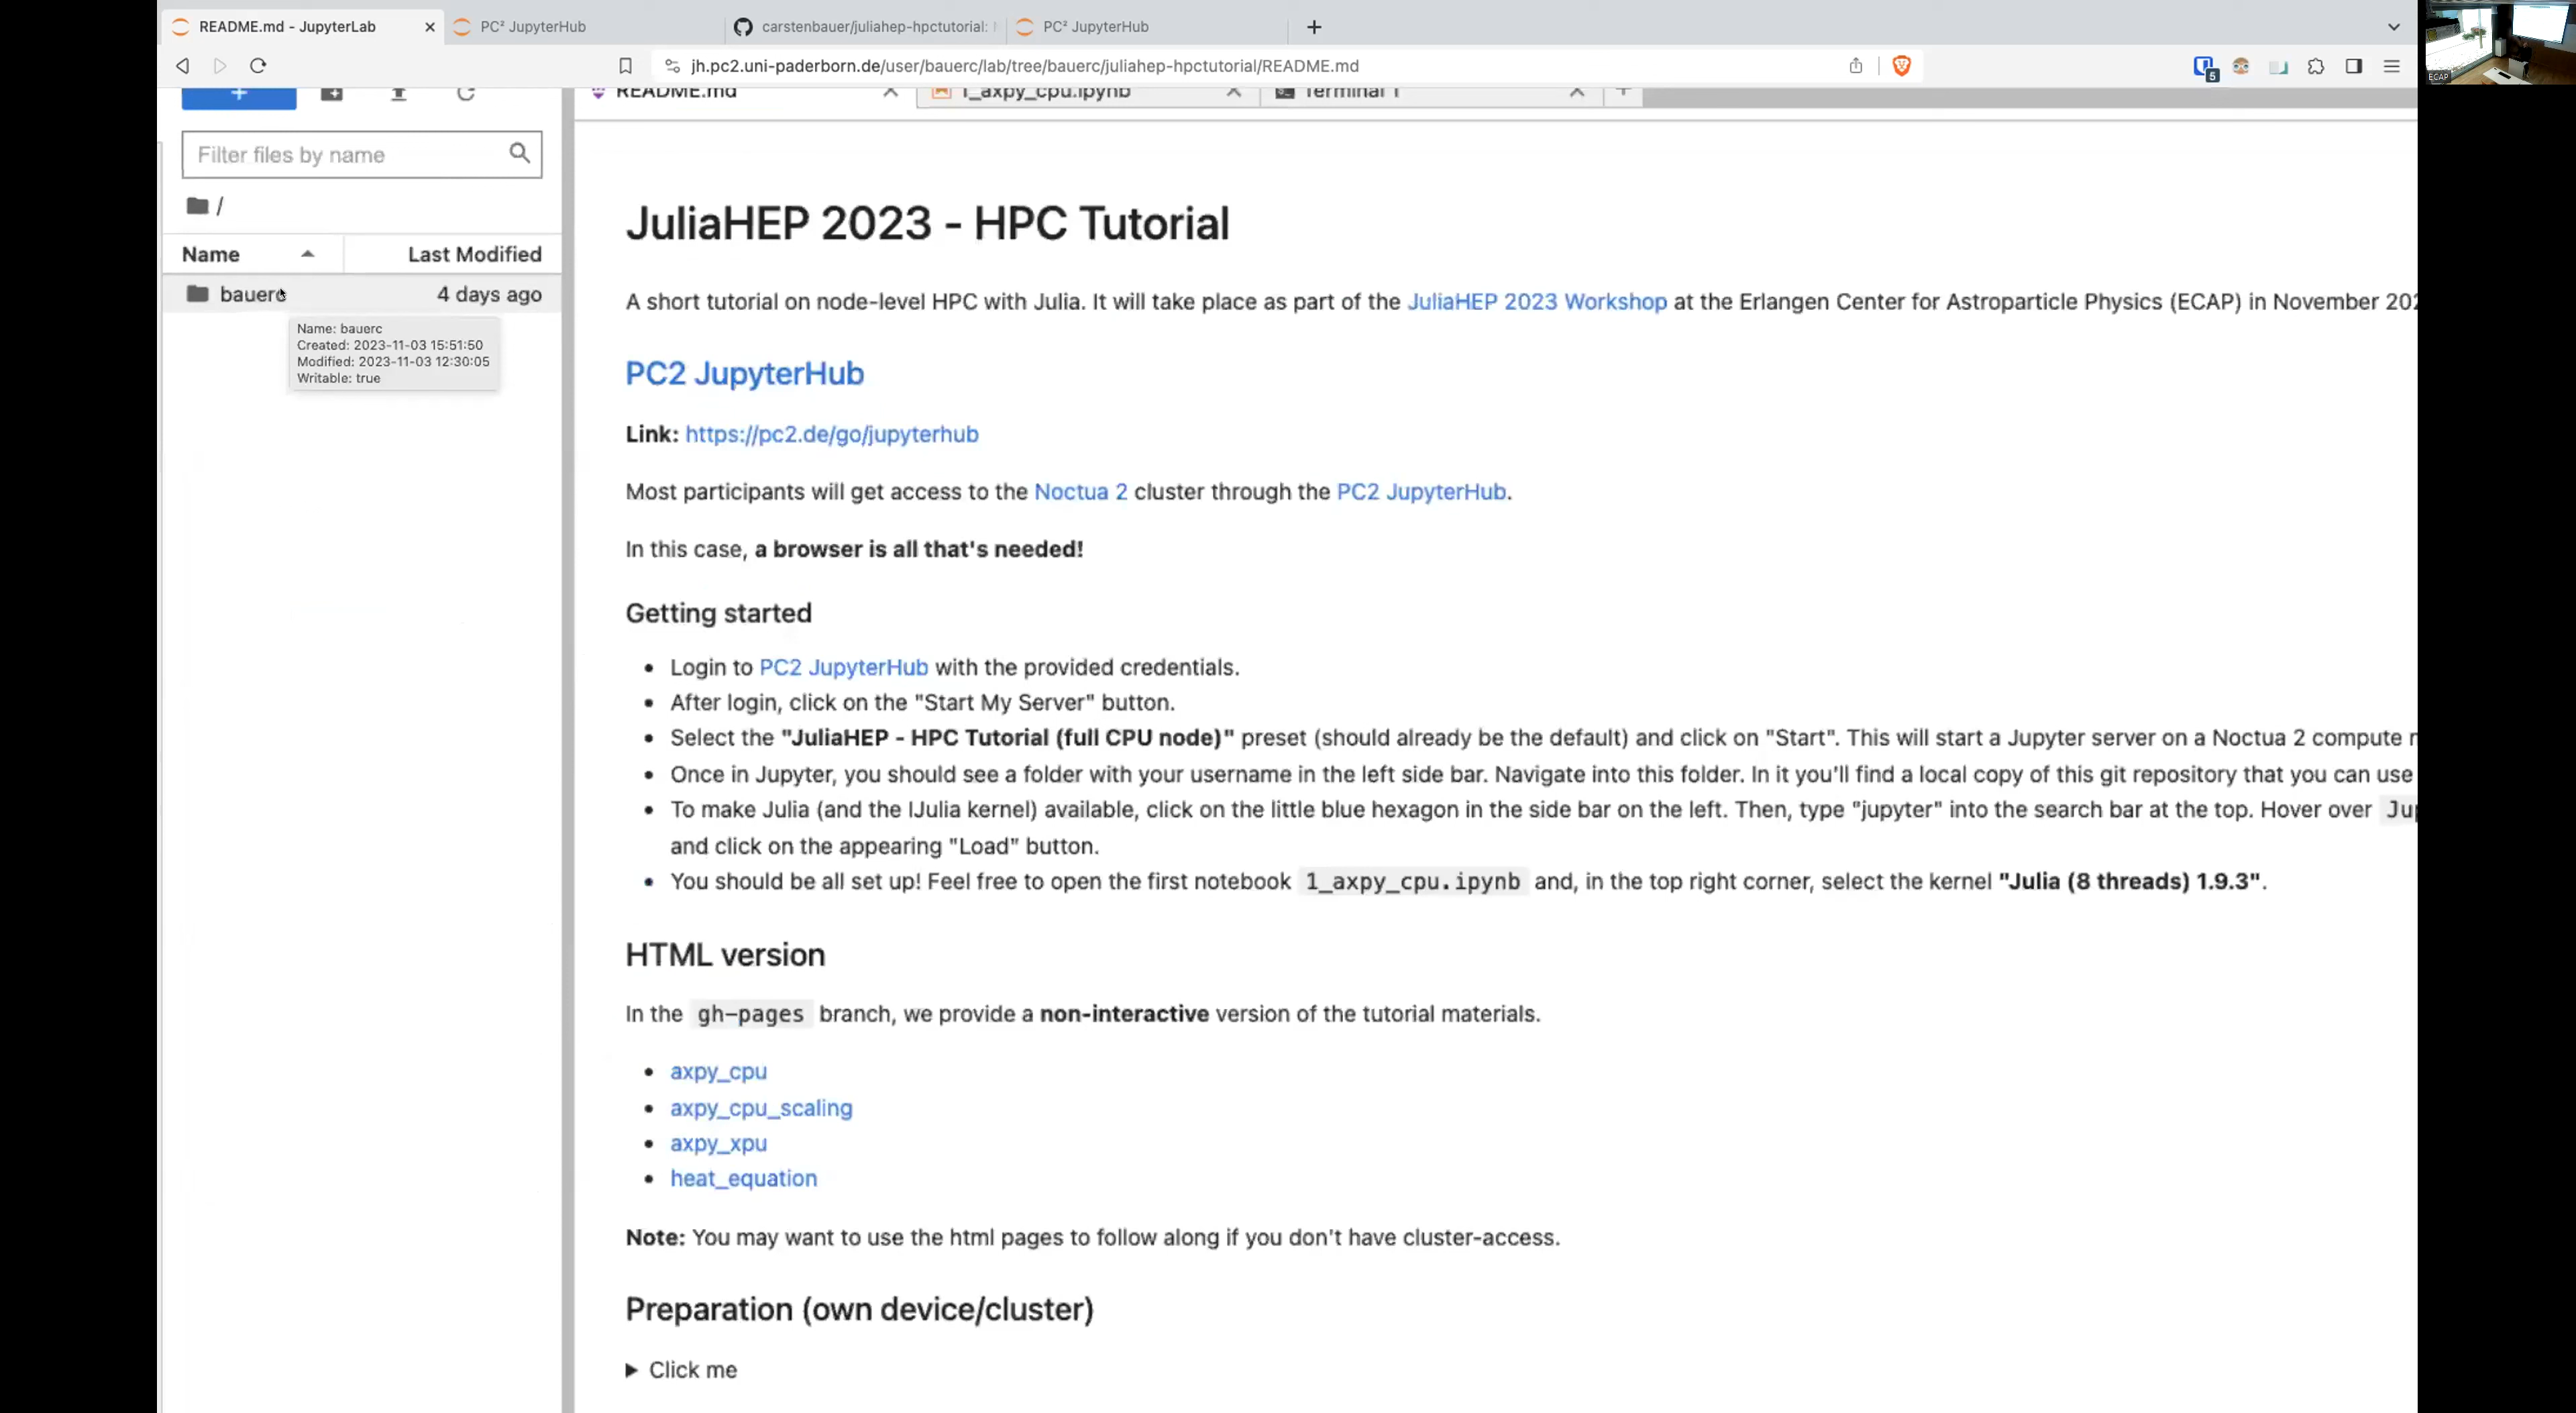 README.md - JupyterLab
PC² JupyterHub
carstenbauer/juliahep-hpctutorial:
PC² JupyterHub
jh.pc2.uni-paderborn.de/user/bauerc/lab/tree/bauerc/juliahep-hpctutorial/README.md
5
ECAP
README.md
1_axpy_cpu.ipynb
Terminal 1
Filter files by name
/
Name
Last Modified
bauerc
4 days ago
Name: bauerc
Created: 2023-11-03 15:51:50
Modified: 2023-11-03 12:30:05
Writable: true
JuliaHEP 2023 - HPC Tutorial
A short tutorial on node-level HPC with Julia. It will take place as part of the JuliaHEP 2023 Workshop at the Erlangen Center for Astroparticle Physics (ECAP) in November
PC2 JupyterHub
Link: https://pc2.de/go/jupyterhub
Most participants will get access to the Noctua 2 cluster through the PC2 JupyterHub.
In this case, a browser is all that's needed!
Getting started
• Login to PC2 JupyterHub with the provided credentials.
• After login, click on the "Start My Server" button.
• Select the "JuliaHEP - HPC Tutorial (full CPU node)" preset (should already be the default) and click on "Start". This will start a Jupyter server on a Noctua 2 compute
• Once in Jupyter, you should see a folder with your username in the left side bar. Navigate into this folder. In it you'll find a local copy of this git repository that you can use
• To make Julia (and the IJulia kernel) available, click on the little blue hexagon in the side bar on the left. Then, type "jupyter" into the search bar at the top. Hover over
and click on the appearing "Load" button.
• You should be all set up! Feel free to open the first notebook 1_axpy_cpu.ipynb and, in the top right corner, select the kernel "Julia (8 threads) 1.9.3".
HTML version
In the gh-pages branch, we provide a non-interactive version of the tutorial materials.
• axpy_cpu
• axpy_cpu_scaling
• axpy_xpu
• heat_equation
Note: You may want to use the html pages to follow along if you don't have cluster-access.
Preparation (own device/cluster)
Click me